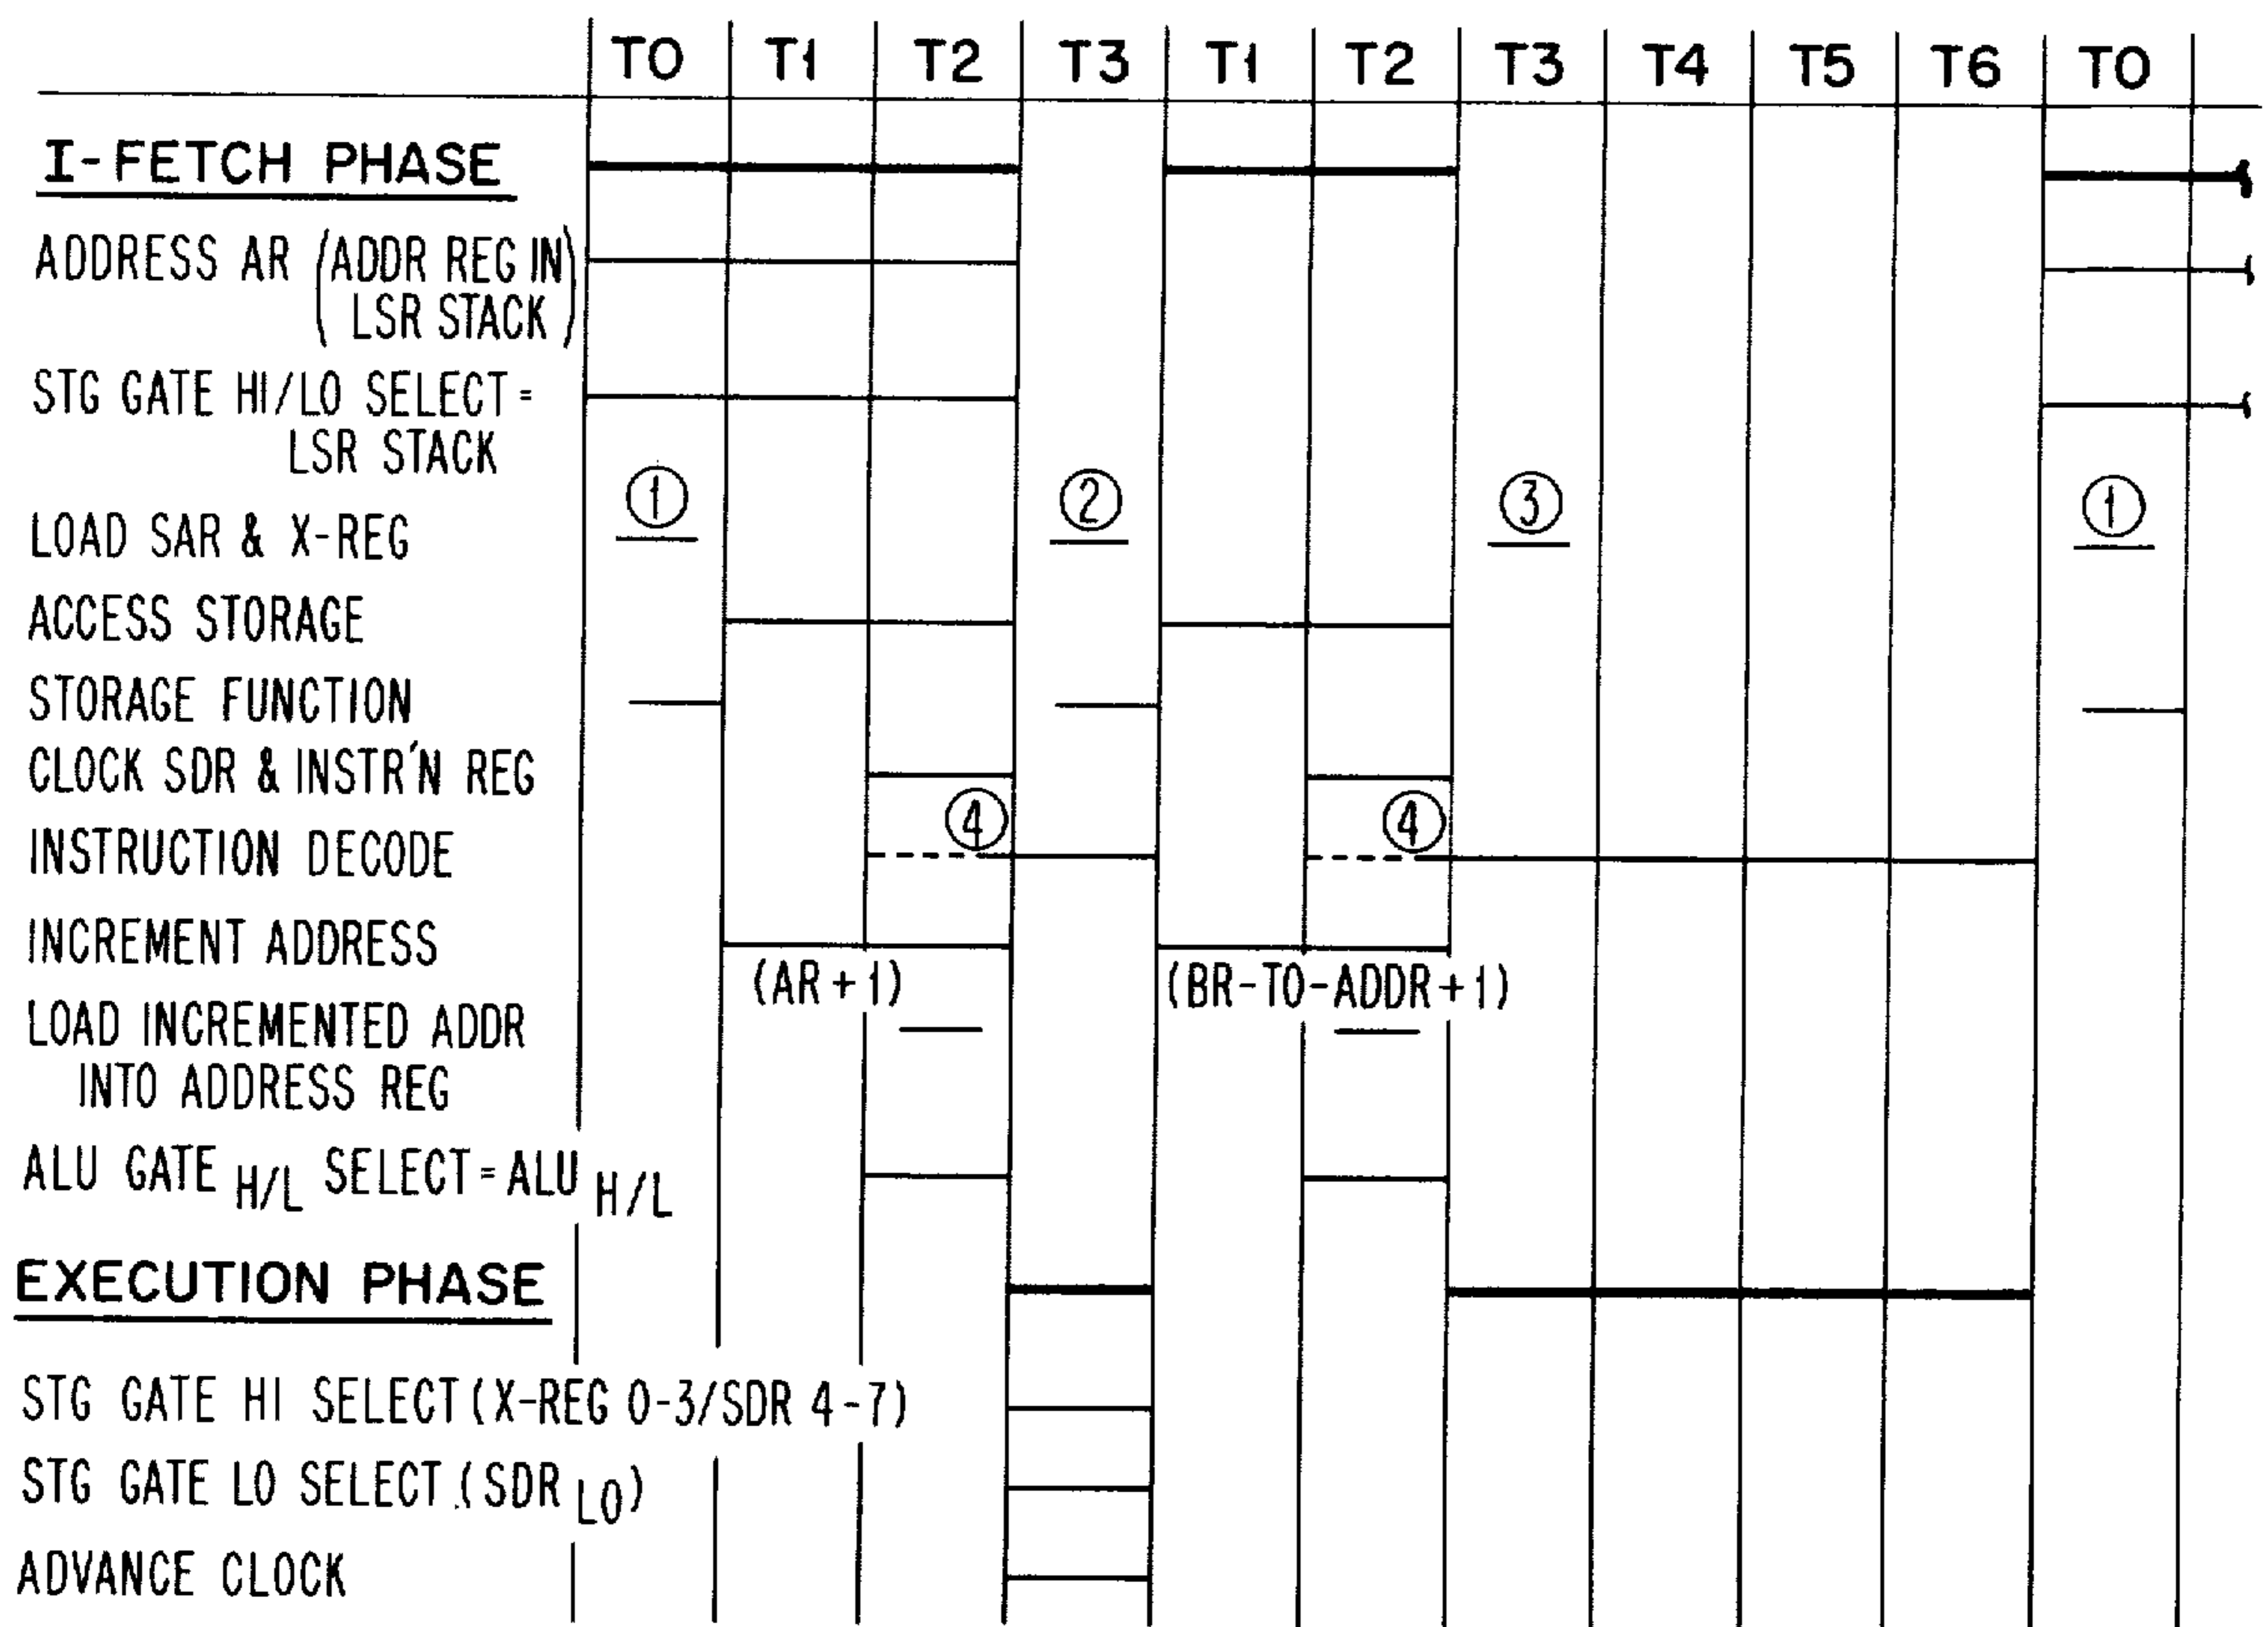 T0 T1 T2 T3 T1 T2 T3 T4 T5 T6 T0
I-FETCH PHASE
ADDRESS AR (ADDR REG IN
LSR STACK)
STG GATE HI/LO SELECT =
LSR STACK
① ② ③ ①
LOAD SAR & X-REG
ACCESS STORAGE
STORAGE FUNCTION
CLOCK SDR & INSTR'N REG
④ ④
INSTRUCTION DECODE
INCREMENT ADDRESS
(AR+1) (BR-TO-ADDR+1)
LOAD INCREMENTED ADDR
INTO ADDRESS REG
ALU GATE H/L SELECT = ALU H/L
EXECUTION PHASE
STG GATE HI SELECT (X-REG 0-3/SDR 4-7)
STG GATE LO SELECT (SDR LO)
ADVANCE CLOCK